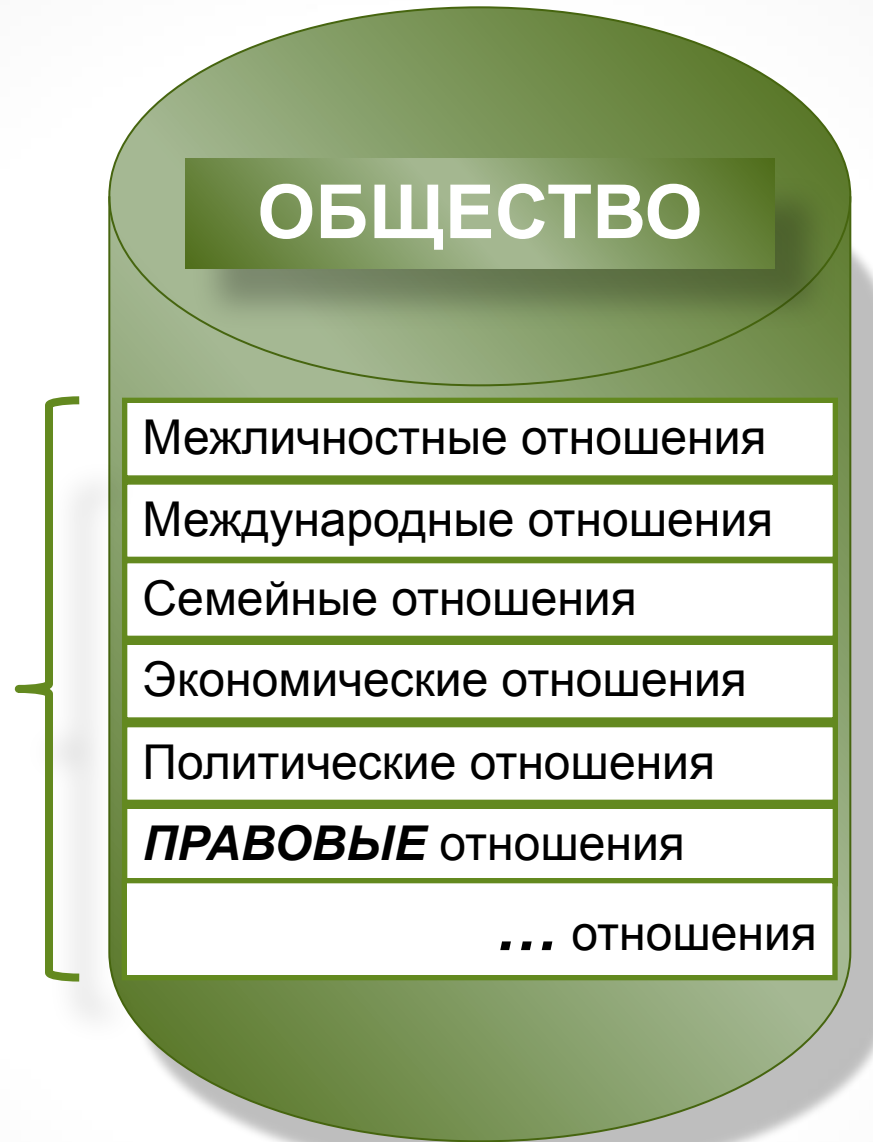 ОБЩЕСТВО
Межличностные отношения
Международные отношения
Семейные отношения
Экономические отношения
Политические отношения
ПРАВОВЫЕ отношения
... отношения